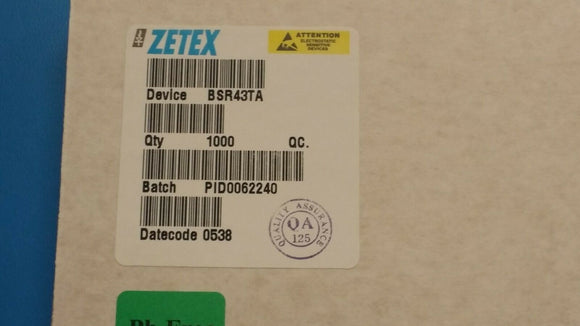 ZETEX
ATTENTION
ELECTROSTATIC
SENSITIVE
DEVICES
Device BSR43TA
Qty 1000 QC.
Batch PID0062240
Datecode 0538
QUALITY ASSURANCE
QA
125